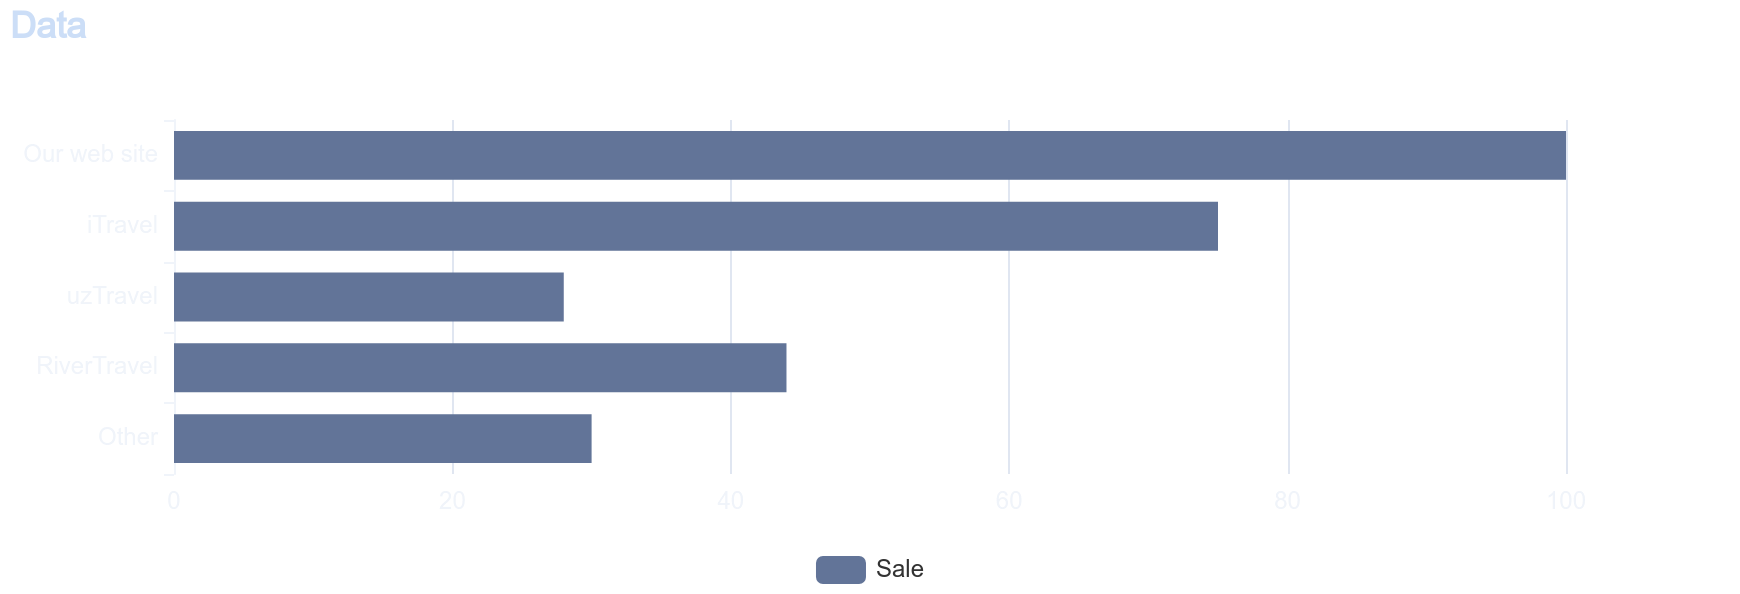 Data
Our web site
iTravel
uzTravel
RiverTravel
Other
0 20 40 60 80 100
Sale